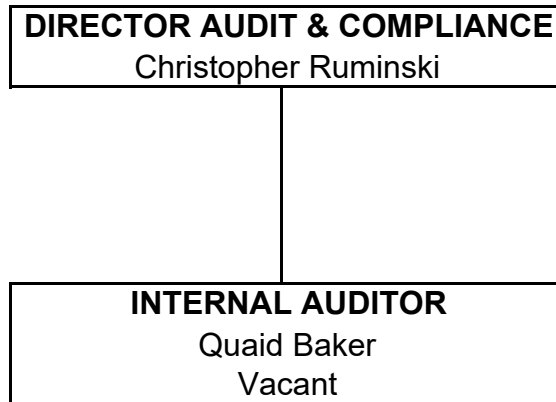 DIRECTOR AUDIT & COMPLIANCE
Christopher Ruminski
INTERNAL AUDITOR
Quaid Baker
Vacant